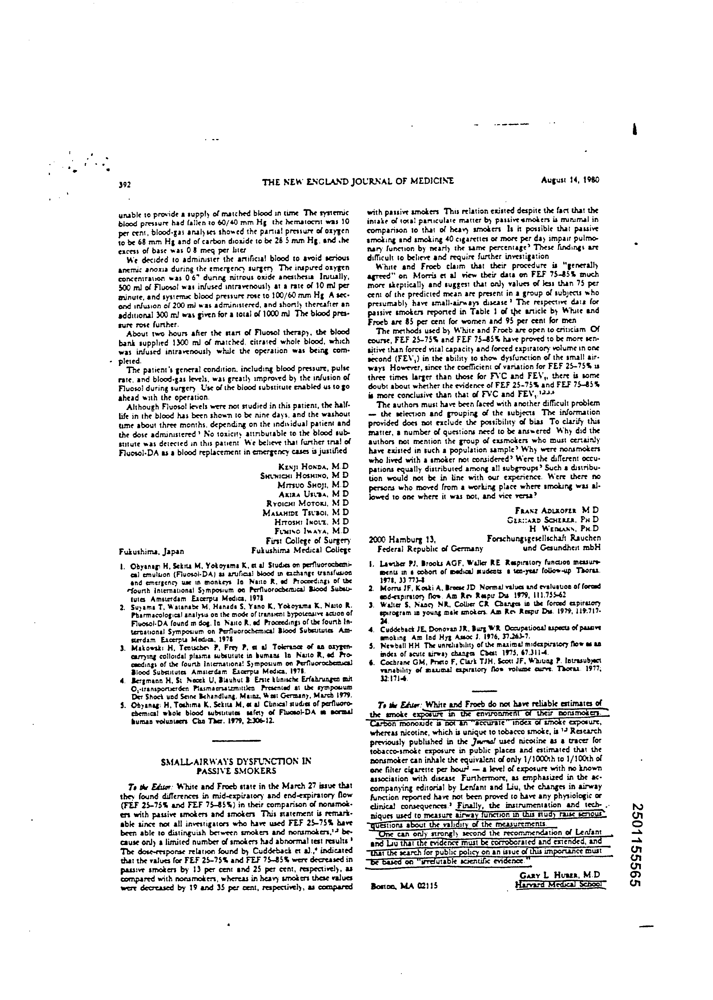 392
THE NEW ENGLAND JOURNAL OF MEDICINE
August 14, 1980
unable to provide a supply of matched blood in time The systemic
blood pressure had fallen to 60/40 mm Hg the hematocrit was 10
per cent, blood-gas analyses showed the partial pressure of oxygen
to be 68 mm Hg and of carbon dioxide to be 28 5 mm Hg, and the
excess of base was 0 8 meq per liter
We decided to administer the artificial blood to avoid serious
anemic anoxia during the emergency surgery The inspired oxygen
concentration was 0 6 during nitrous oxide anesthesia Initially,
500 ml of Fluosol was infused intravenously at a rate of 10 ml per
minute, and systemic blood pressure rose to 100/60 mm Hg A sec-
ond infusion of 200 ml was administered, and shortly thereafter an
additional 300 ml was given for a total of 1000 ml The blood pres-
sure rose further.
About two hours after the start of Fluosol therapy, the blood
bank supplied 1300 ml of matched, citrated whole blood, which
was infused intravenously while the operation was being com-
pleted.
The patient's general condition, including blood pressure, pulse
rate, and blood-gas levels, was greatly improved by the infusion of
Fluosol during surgery Use of the blood substitute enabled us to go
ahead with the operation.
Although Fluosol levels were not studied in this patient, the half-
life in the blood has been shown to be nine days, and the washout
time about three months, depending on the individual patient and
the dose administered No toxicity attributable to the blood sub-
stitute was detected in this patient We believe that further trial of
Fluosol-DA as a blood replacement in emergency cases is justified
KENJI HONDA, M.D
SHUNICHI HOSHINO, M D
MITSUO SHOJI, M.D
AKIRA USUBA, M D
RYOICHI MOTOKI, M D
MASAHIDE TSUBOI, M D
HITOSHI INOUE, M D
FUMINO IWAYA, M D
First College of Surgery
Fukushima, Japan Fukushima Medical College
1. Ohyanagi H, Sekita M, Yokoyama K, et al Studies on perfluorochemi-
cal emulsion (Fluosol-DA) as artificial blood in exchange transfusion
and emergency use in monkeys In Naito R, ed Proceedings of the
fourth International Symposium on Perfluorochemical Blood Substi-
tutes Amsterdam Excerpta Medica, 1978
2. Suyama T, Watanabe M, Hanada S, Yano K, Yokoyama K, Naito R.
Pharmacological analysis on the mode of transient hypotensive action of
Fluosol-DA found in dog. In Naito R, ed Proceedings of the fourth In-
ternational Symposium on Perfluorochemical Blood Substitutes Am-
sterdam Excerpta Medica, 1978
3. Makowski H, Tentschev P, Frey P, et al Tolerance of an oxygen-
carrying colloidal plasma substitute in humans In Naito R, ed Pro-
ceedings of the fourth International Symposium on Perfluorochemical
Blood Substitutes Amsterdam Excerpta Medica, 1978.
4. Bergmann H, St Necek U, Blauhut B Erste klinische Erfahrungen mit
O2-transportierden Plasmaersatzmitteln Presented at the symposium
Der Shock und Seine Behandlung. Mainz, West Germany, March 1979.
5. Ohyanagi H, Toshima K, Sekita M, et al Clinical studies of perfluoro-
chemical whole blood substitutes safety of Fluosol-DA in normal
human volunteers Clin Ther. 1979, 2:306-12.
SMALL-AIRWAYS DYSFUNCTION IN
PASSIVE SMOKERS
To the Editor: White and Froeb state in the March 27 issue that
they found differences in mid-expiratory and end-expiratory flow
(FEF 25–75% and FEF 75–85%) in their comparison of nonsmok-
ers with passive smokers and smokers This statement is remark-
able since not all investigators who have used FEF 25–75% have
been able to distinguish between smokers and nonsmokers, be-
cause only a limited number of smokers had abnormal test results
The dose-response relation found by Cuddeback et al.,4 indicated
that the values for FEF 25–75% and FEF 75–85% were decreased in
passive smokers by 13 per cent and 25 per cent, respectively, as
compared with nonsmokers, whereas in heavy smokers these values
were decreased by 19 and 35 per cent, respectively, as compared
with passive smokers This relation existed despite the fact that the
intake of total particulate matter by passive smokers is minimal in
comparison to that of heavy smokers Is it possible that passive
smoking and smoking 40 cigarettes or more per day impair pulmo-
nary function by nearly the same percentage? These findings are
difficult to believe and require further investigation
White and Froeb claim that their procedure is "generally
agreed" on Morris et al view their data on FEF 75–85% much
more skeptically and suggest that only values of less than 75 per
cent of the predicted mean are present in a group of subjects who
presumably have small-airways disease The respective data for
passive smokers reported in Table 1 of the article by White and
Froeb are 85 per cent for women and 95 per cent for men
The methods used by White and Froeb are open to criticism Of
course, FEF 25–75% and FEF 75–85% have proved to be more sen-
sitive than forced vital capacity and forced expiratory volume in one
second (FEV1) in the ability to show dysfunction of the small air-
ways However, since the coefficient of variation for FEF 25–75% is
three times larger than those for FVC and FEV1, there is some
doubt about whether the evidence of FEF 25–75% and FEF 75–85%
is more conclusive than that of FVC and FEV1
The authors must have been faced with another difficult problem
— the selection and grouping of the subjects The information
provided does not exclude the possibility of bias To clarify this
matter, a number of questions need to be answered Why did the
authors not mention the group of exsmokers who must certainly
have existed in such a population sample? Why were nonsmokers
who lived with a smoker not considered? Were the different occu-
pations equally distributed among all subgroups? Such a distribu-
tion would not be in line with our experience. Were there no
persons who moved from a working place where smoking was al-
lowed to one where it was not, and vice versa?
FRANZ ADLKOFER M D
GERHARD SCHERER, PH D
H WEIMANN, PH.D
2000 Hamburg 13, Forschungsgesellschaft Rauchen
Federal Republic of Germany und Gesundheit mbH
1. Lawther PJ, Brooks AGF, Waller RE Respiratory function measure-
ments in a cohort of medical students a ten-year follow-up Thorax.
1978, 33 773-8
2. Morris JF, Koski A, Breese JD Normal values and evaluation of forced
end-expiratory flow Am Rev Respir Dis 1979, 111.755-62
3. Walter S, Nancy NR, Collier CR Changes in the forced expiratory
spirogram in young male smokers. Am Rev Respir Dis. 1979, 119:717-
24.
4. Cuddeback JE, Donovan JR, Burg WR Occupational aspects of passive
smoking Am Ind Hyg Assoc J. 1976, 37.263-7.
5. Newball HH The unreliability of the maximal midexpiratory flow as an
index of acute airway changes Chest 1975, 67.311-4.
6. Cochrane GM, Prieto F, Clark TJH, Scott JF, Whiting P. Intrasubject
variability of maximal expiratory flow volume curve. Thorax 1977,
32:171-6.
To the Editor: White and Froeb do not have reliable estimates of
the smoke exposure in the environment of their nonsmokers
Carbon monoxide is not an "accurate" index of smoke exposure,
whereas nicotine, which is unique to tobacco smoke, is 1,2 Research
previously published in the Journal used nicotine as a tracer for
tobacco-smoke exposure in public places and estimated that the
nonsmoker can inhale the equivalent of only 1/1000th to 1/100th of
one filter cigarette per hour — a level of exposure with no known
association with disease Furthermore, as emphasized in the ac-
companying editorial by Lenfant and Liu, the changes in airway
function reported have not been proved to have any physiologic or
clinical consequences Finally, the instrumentation and tech-
niques used to measure airway function in this study raise serious
questions about the validity of the measurements.
One can only strongly second the recommendation of Lenfant
and Liu that the evidence must be corroborated and extended, and
that the search for public policy on an issue of this importance must
be based on "irrefutable scientific evidence"
GARY L HUBER, M.D
Boston, MA 02115 Harvard Medical School
2501155565